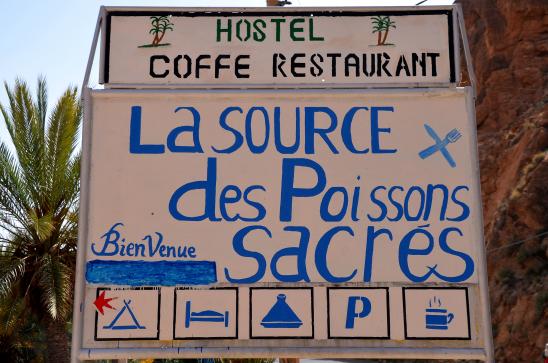 HOSTEL
COFFE RESTAURANT
La SOURCE
des Poissons
BienVenue
sacrés
P